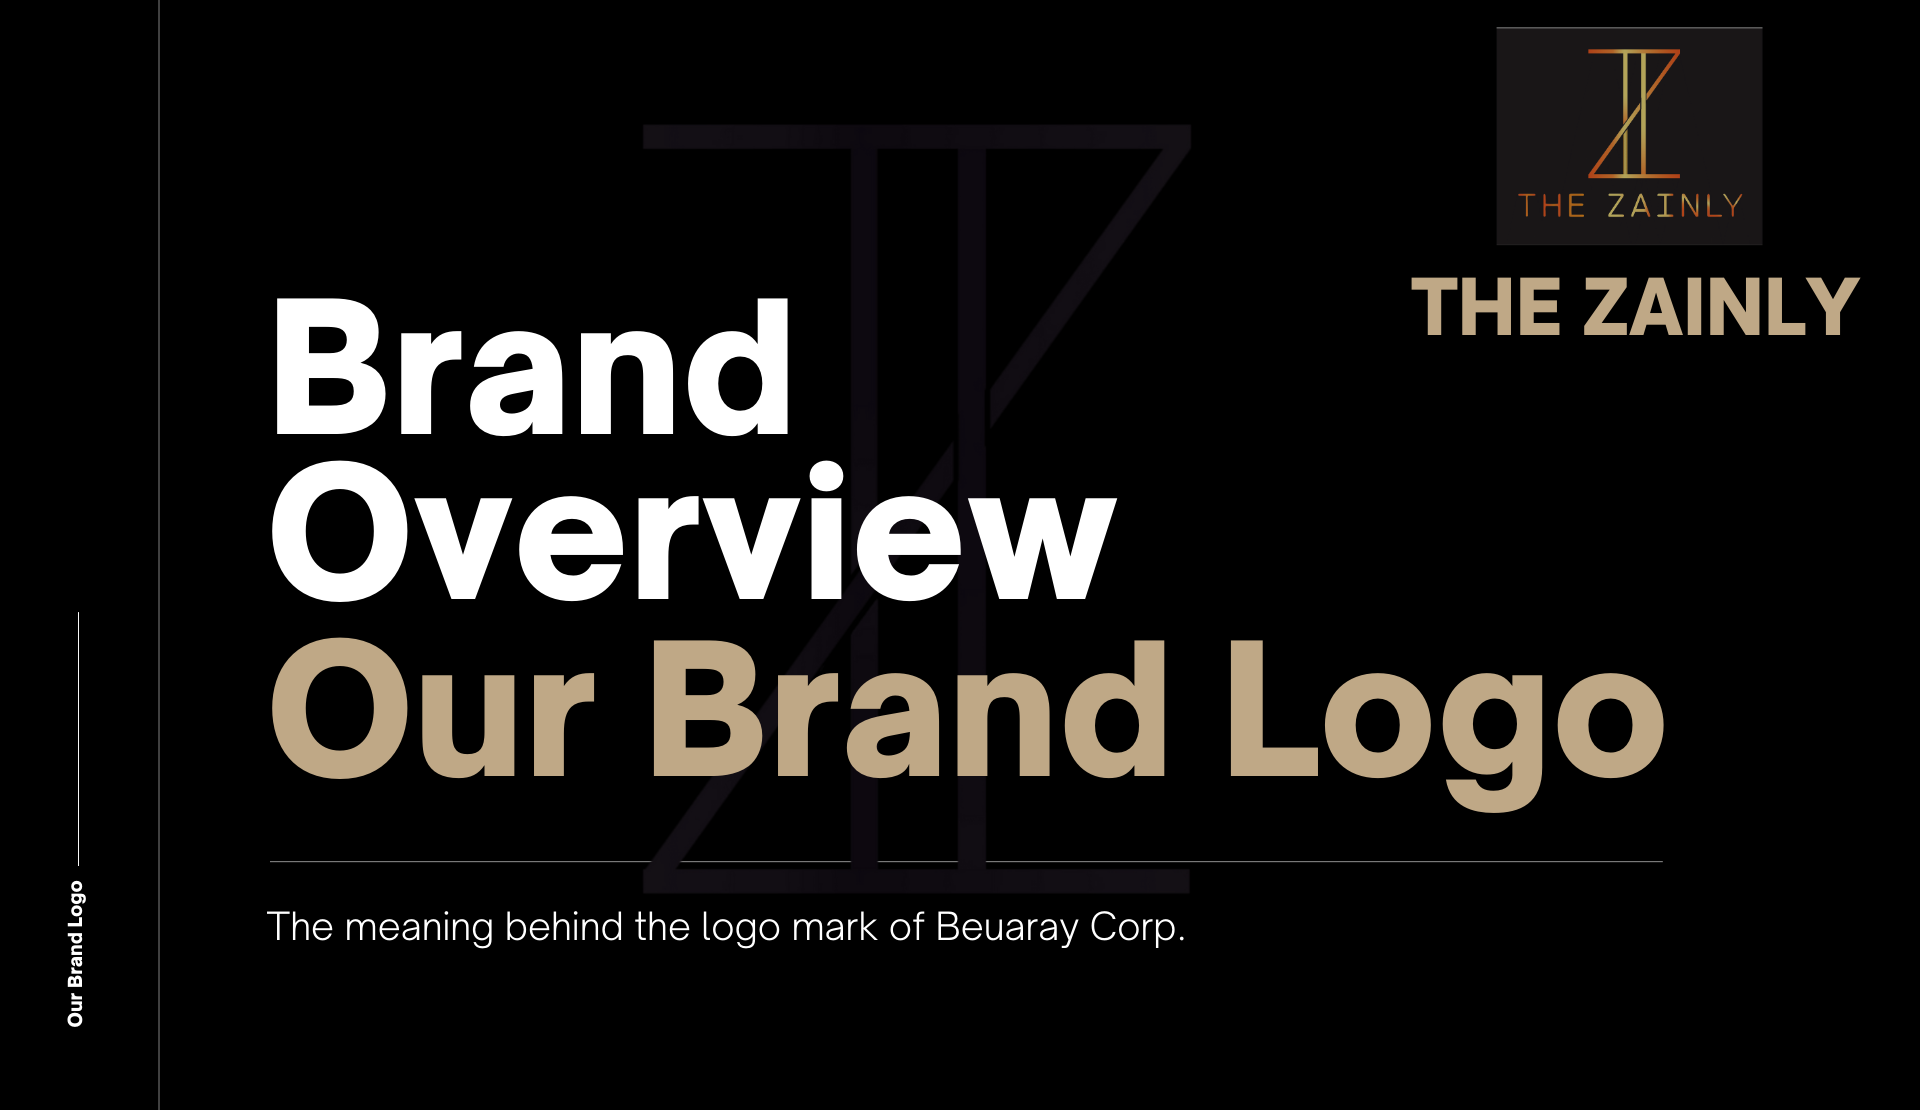 THE ZAINLY
THE ZAINLY
Brand
Overview
Our Brand Logo
The meaning behind the logo mark of Beuaray Corp.
Our Brand Logo